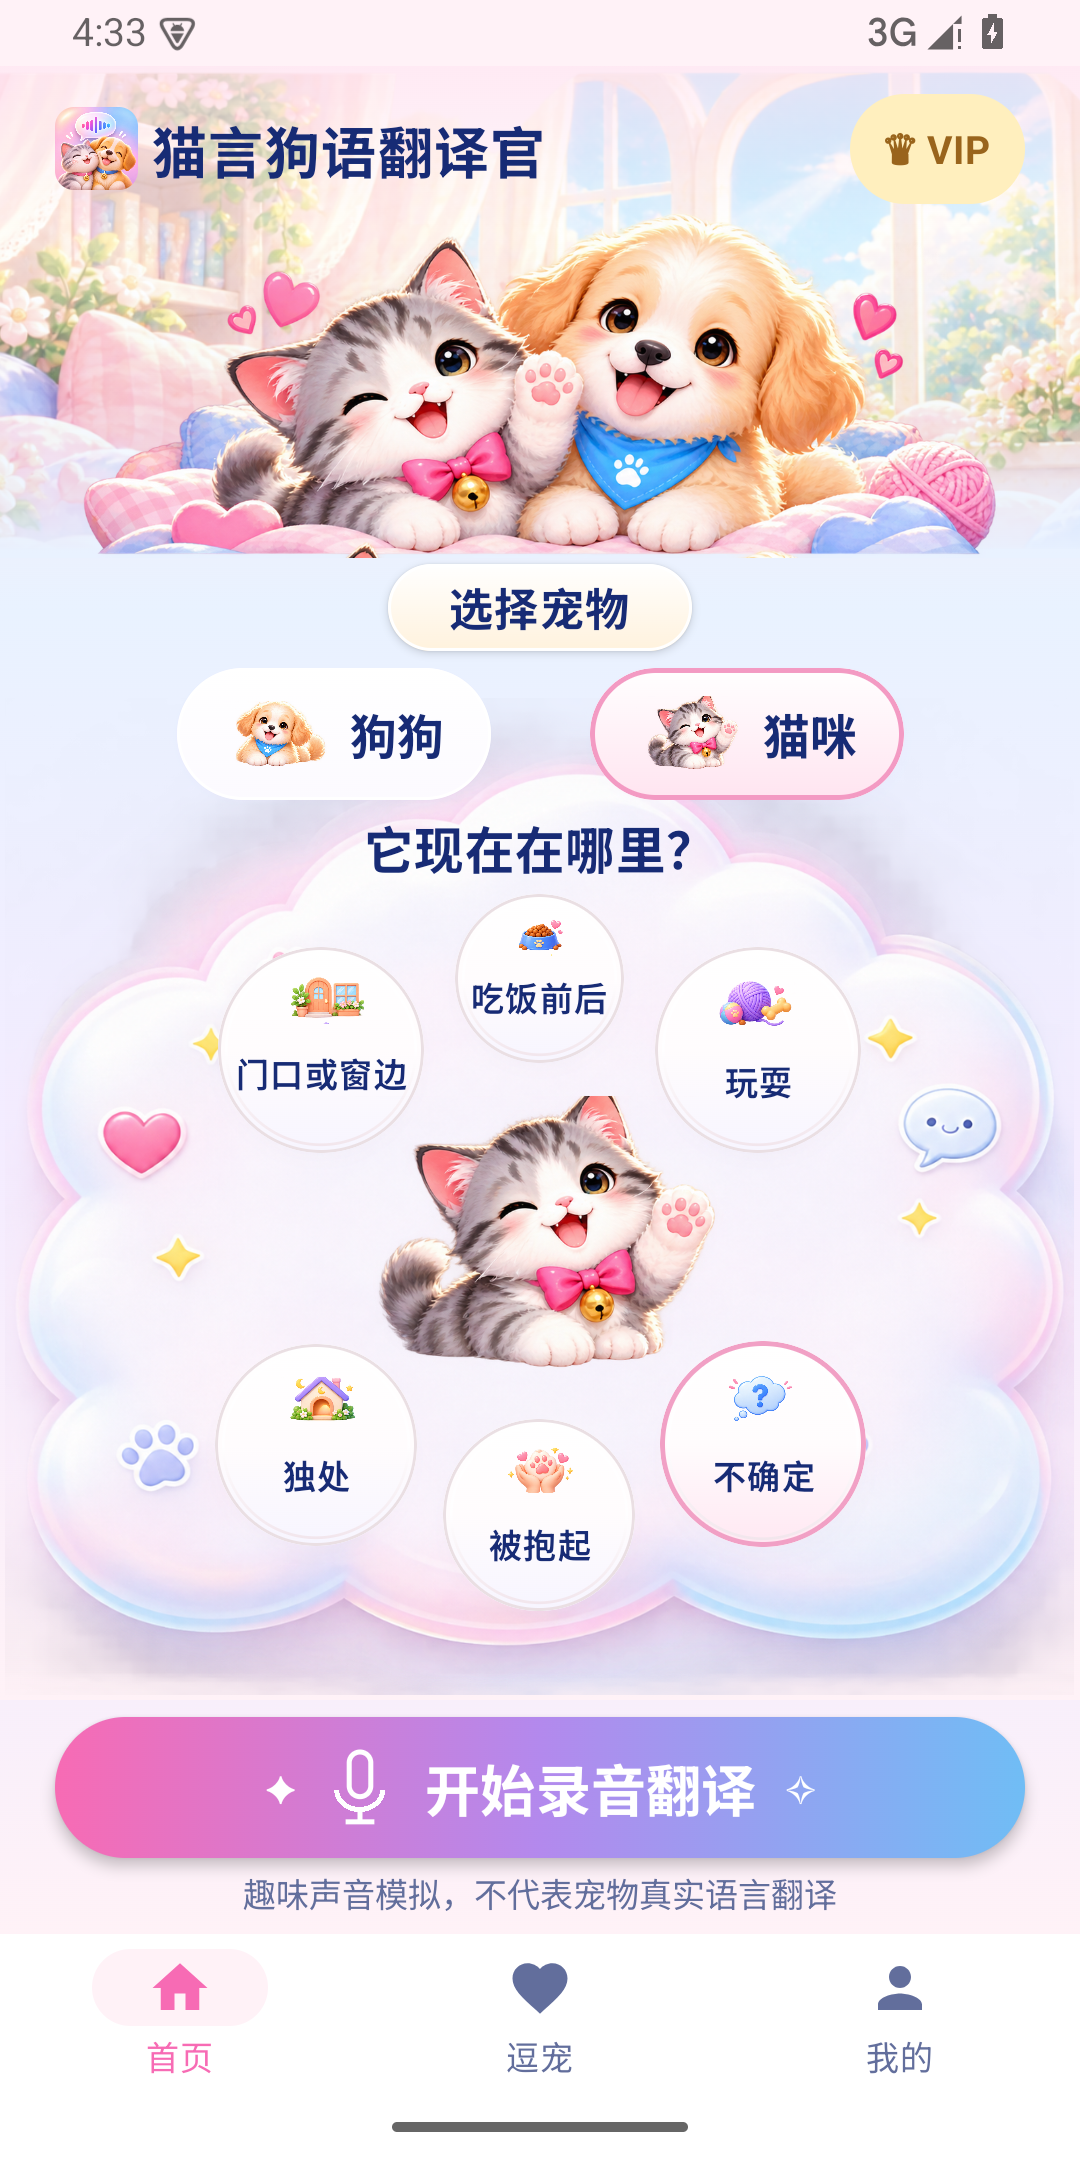 4:33
3G
猫言狗语翻译官
VIP
选择宠物
狗狗
猫咪
它现在在哪里?
吃饭前后
门口或窗边
玩耍
独处
不确定
被抱起
开始录音翻译
趣味声音模拟，不代表宠物真实语言翻译
首页
逗宠
我的